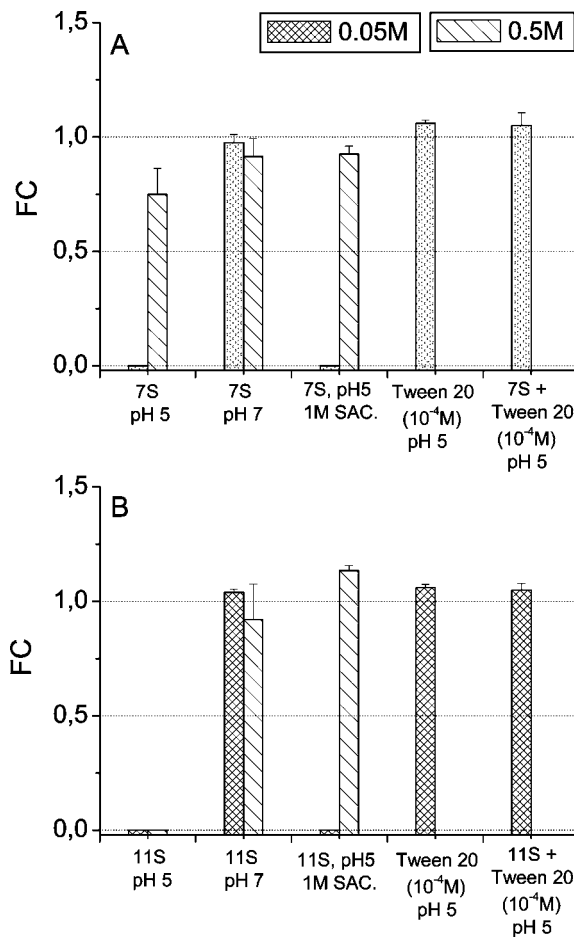 A
0.05M
0.5M
1,5
1,0
0,5
0,0
FC
7S
pH 5
7S
pH 7
7S, pH5
1M SAC.
Tween 20
(10⁻⁴M)
pH 5
7S +
Tween 20
(10⁻⁴M)
pH 5
B
1,5
1,0
0,5
0,0
FC
11S
pH 5
11S
pH 7
11S, pH5
1M SAC.
Tween 20
(10⁻⁴M)
pH 5
11S +
Tween 20
(10⁻⁴M)
pH 5